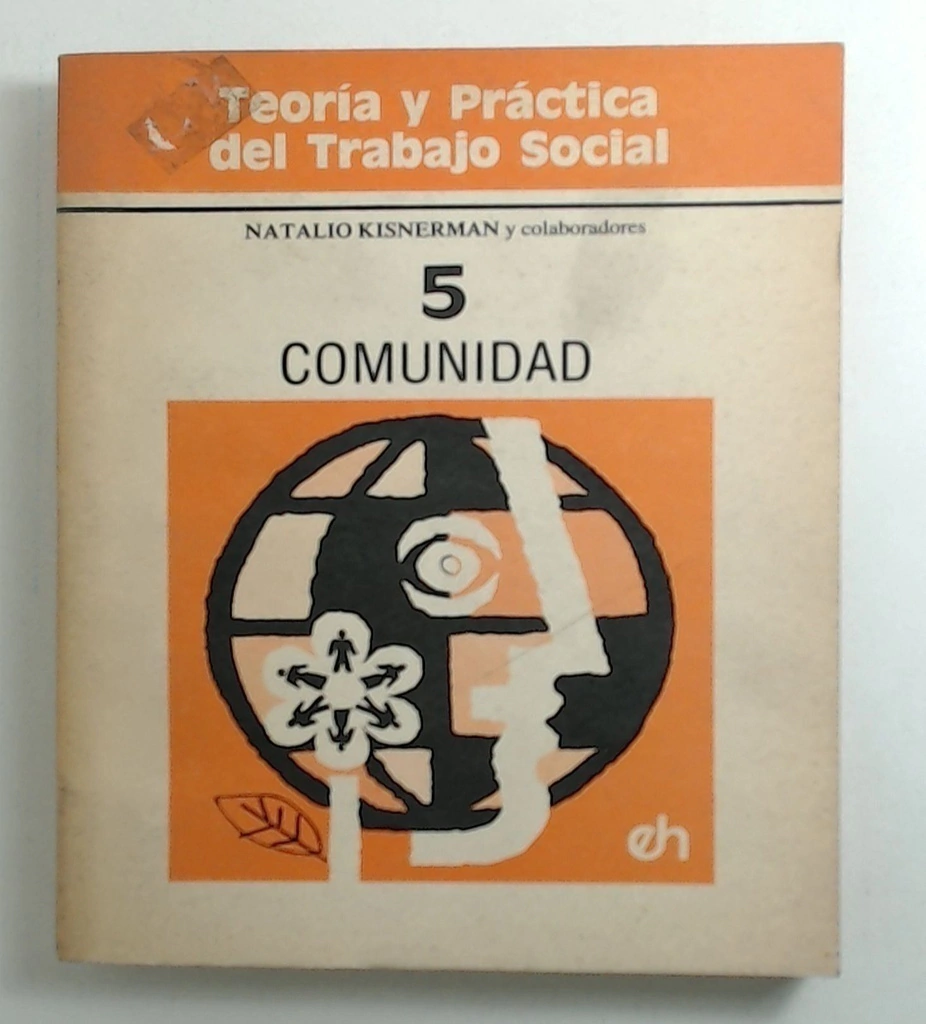 Teoría y Práctica
del Trabajo Social
NATALIO KISNERMAN y colaboradores
5
COMUNIDAD
eh